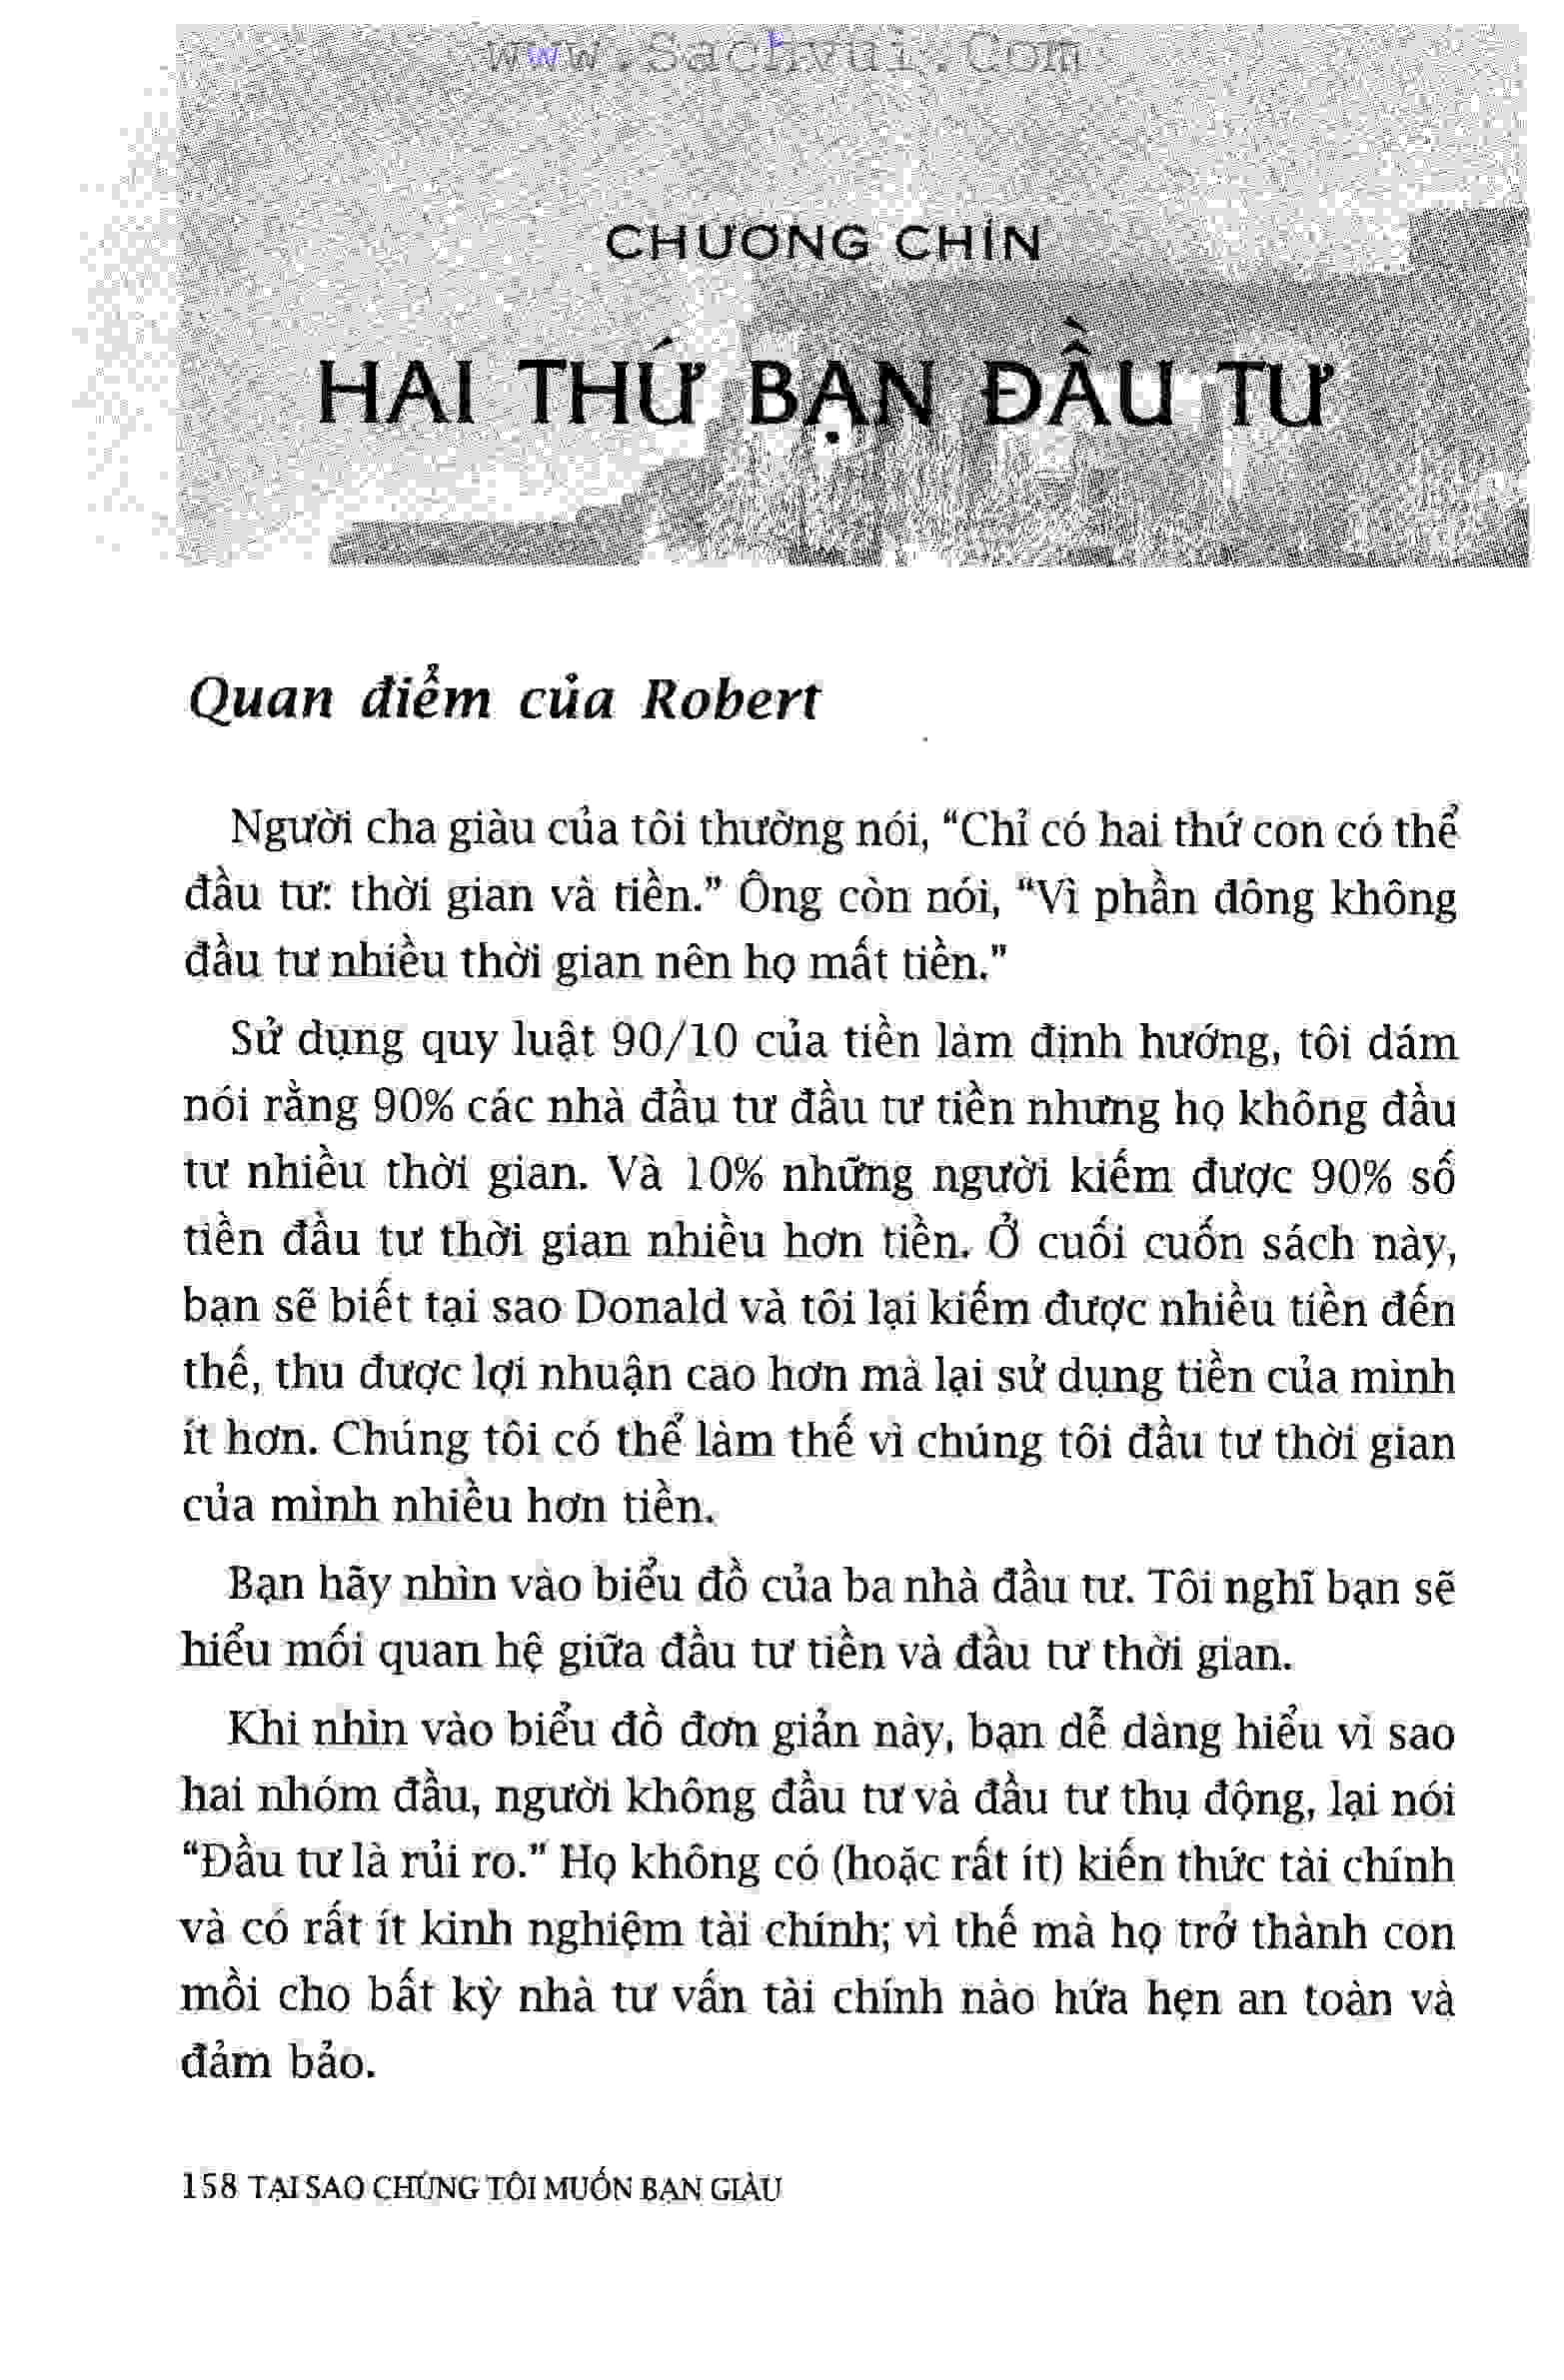 www.Sachvui.Com
CHƯƠNG CHÍN
HAI THỨ BẠN ĐẦU TƯ
Quan điểm của Robert
Người cha giàu của tôi thường nói, “Chỉ có hai thứ con có thể
đầu tư: thời gian và tiền.” Ông còn nói, “Vì phần đông không
đầu tư nhiều thời gian nên họ mất tiền.”
Sử dụng quy luật 90/10 của tiền làm định hướng, tôi dám
nói rằng 90% các nhà đầu tư đầu tư tiền nhưng họ không đầu
tư nhiều thời gian. Và 10% những người kiếm được 90% số
tiền đầu tư thời gian nhiều hơn tiền. Ở cuối cuốn sách này,
bạn sẽ biết tại sao Donald và tôi lại kiếm được nhiều tiền đến
thế, thu được lợi nhuận cao hơn mà lại sử dụng tiền của mình
ít hơn. Chúng tôi có thể làm thế vì chúng tôi đầu tư thời gian
của mình nhiều hơn tiền.
Bạn hãy nhìn vào biểu đồ của ba nhà đầu tư. Tôi nghĩ bạn sẽ
hiểu mối quan hệ giữa đầu tư tiền và đầu tư thời gian.
Khi nhìn vào biểu đồ đơn giản này, bạn dễ dàng hiểu vì sao
hai nhóm đầu, người không đầu tư và đầu tư thụ động, lại nói
“Đầu tư là rủi ro.” Họ không có (hoặc rất ít) kiến thức tài chính
và có rất ít kinh nghiệm tài chính; vì thế mà họ trở thành con
mồi cho bất kỳ nhà tư vấn tài chính nào hứa hẹn an toàn và
đảm bảo.
158 TẠI SAO CHÚNG TÔI MUỐN BẠN GIÀU